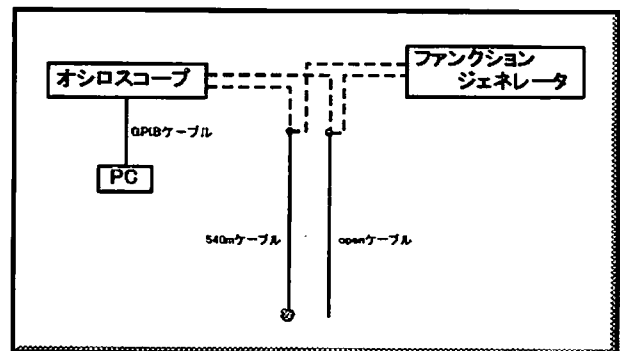 オシロスコープ
ファンクション
ジェネレータ
GPIBケーブル
PC
540mケーブル
openケーブル